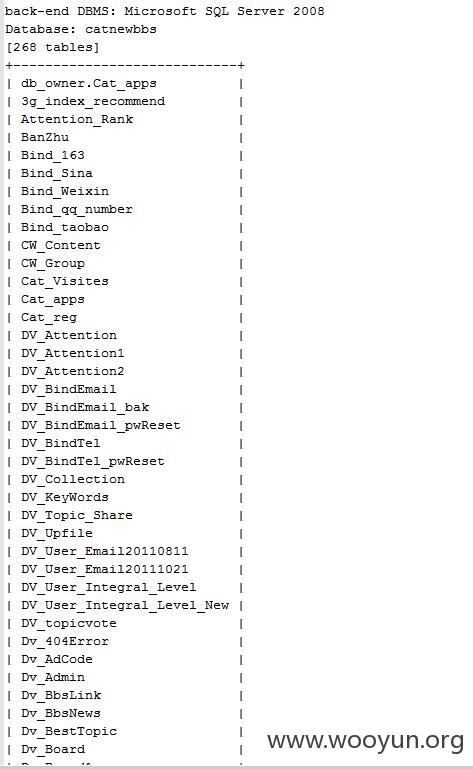 back-end DBMS: Microsoft SQL Server 2008
Database: catnewbbs
[268 tables]
+---------------------------+
| db_owner.Cat_apps |
| 3g_index_recommend |
| Attention_Rank |
| BanZhu |
| Bind_163 |
| Bind_Sina |
| Bind_Weixin |
| Bind_qq_number |
| Bind_taobao |
| CW_Content |
| CW_Group |
| Cat_Visites |
| Cat_apps |
| Cat_reg |
| DV_Attention |
| DV_Attention1 |
| DV_Attention2 |
| DV_BindEmail |
| DV_BindEmail_bak |
| DV_BindEmail_pwReset |
| DV_BindTel |
| DV_BindTel_pwReset |
| DV_Collection |
| DV_KeyWords |
| DV_Topic_Share |
| DV_Upfile |
| DV_User_Email20110811 |
| DV_User_Email20111021 |
| DV_User_Integral_Level |
| DV_User_Integral_Level_New |
| DV_topicvote |
| Dv_404Error |
| Dv_AdCode |
| Dv_Admin |
| Dv_BbsLink |
| Dv_BbsNews |
| Dv_BestTopic |
| Dv_Board |
www.wooyun.org